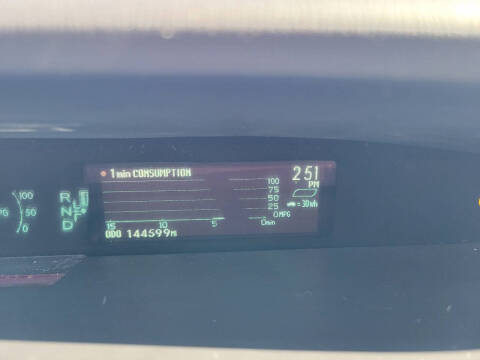 1min CONSUMPTION
2:51
PM
100
75
50
25
0MPG
= 30Wh
15 10 5 0min
ODO 144599MI
100
50
0
R
N
D